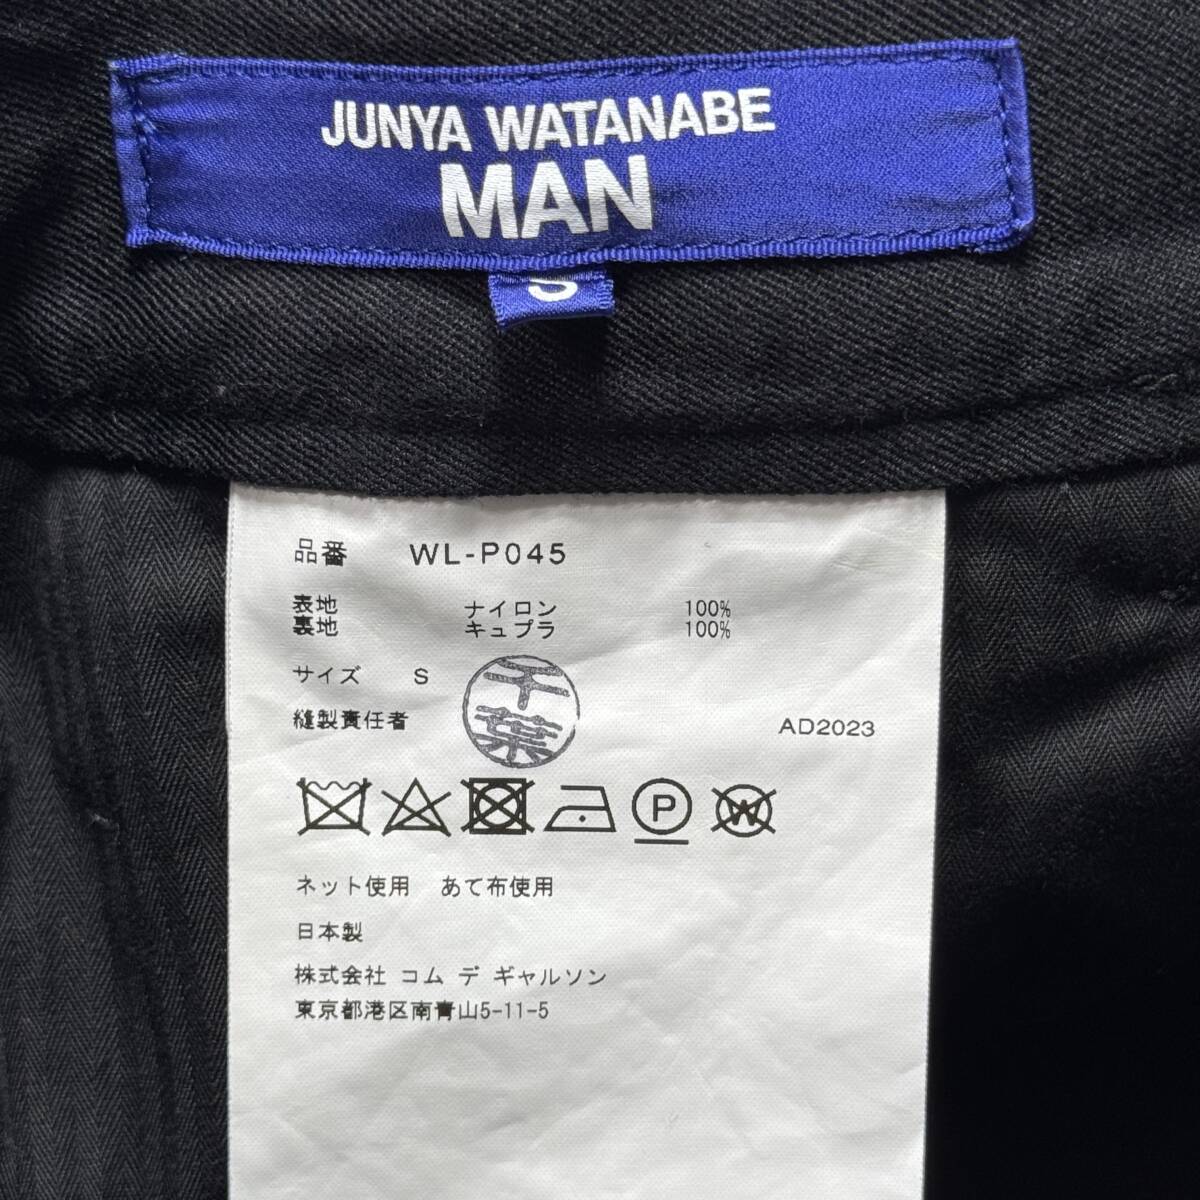 JUNYA WATANABE
MAN
S
品番 WL-P045
表地 ナイロン 100%
裏地 キュプラ 100%
サイズ S
縫製責任者 千葉 AD2023
P W
ネット使用 あて布使用
日本製
株式会社 コム デ ギャルソン
東京都港区南青山5-11-5